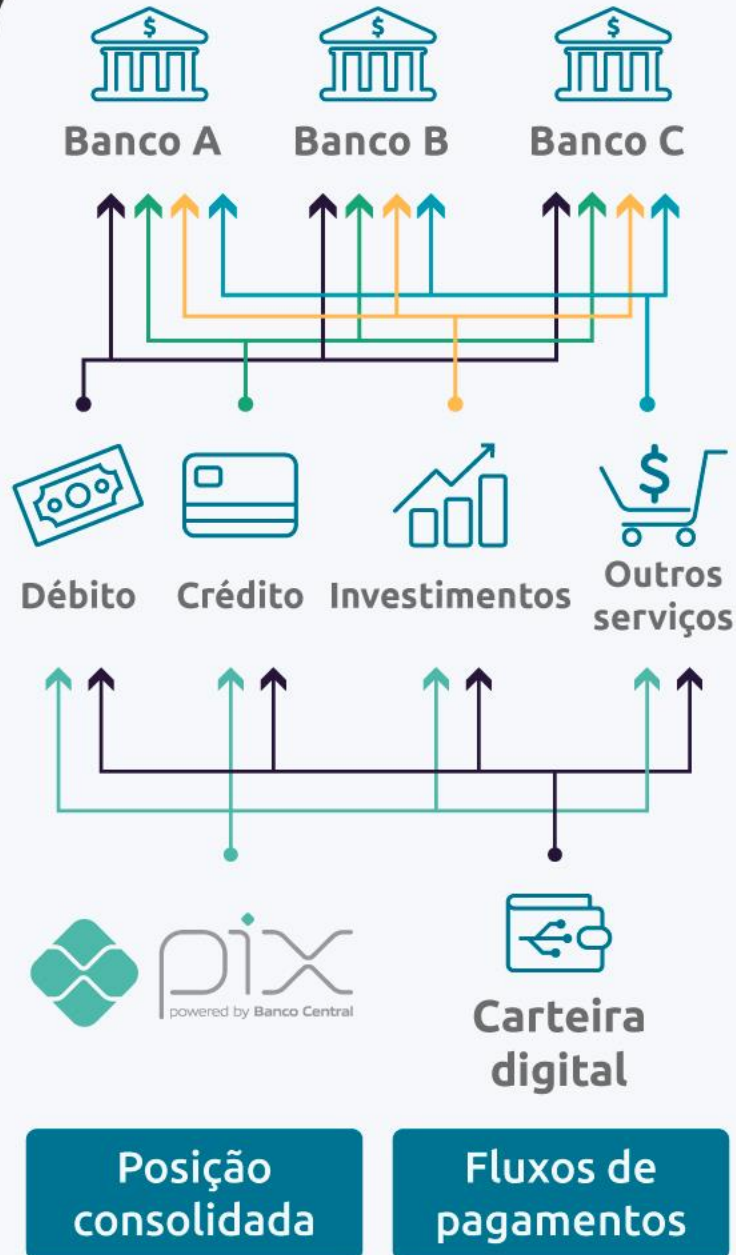 $ $ $
Banco A Banco B Banco C
$
Débito Crédito Investimentos Outros
serviços
pix
powered by Banco Central
Carteira
digital
Posição
consolidada
Fluxos de
pagamentos